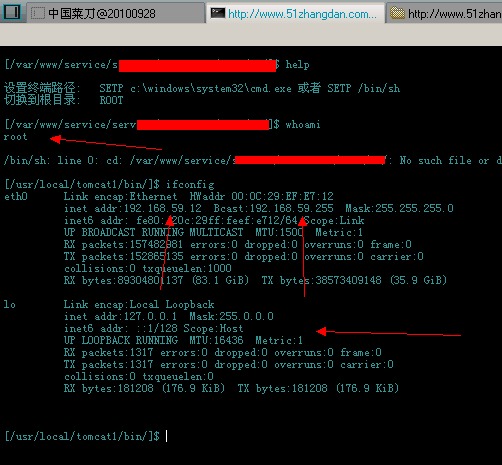 中国菜刀@20100928
http://www.51zhangdan.com...
http://www.51zhan
[/var/www/service/s]$ help
设置终端路径: SETP c:\windows\system32\cmd.exe 或者 SETP /bin/sh
切换到根目录: ROOT
[/var/www/service/serv]$ whoami
root
/bin/sh: line 0: cd: /var/www/service/s/: No such file or d
[/usr/local/tomcat1/bin/]$ ifconfig
eth0 Link encap:Ethernet HWaddr 00:0C:29:EF:E7:12
inet addr:192.168.59.12 Bcast:192.168.59.255 Mask:255.255.255.0
inet6 addr: fe80::20c:29ff:feef:e712/64 Scope:Link
UP BROADCAST RUNNING MULTICAST MTU:1500 Metric:1
RX packets:157482981 errors:0 dropped:0 overruns:0 frame:0
TX packets:152865135 errors:0 dropped:0 overruns:0 carrier:0
collisions:0 txqueuelen:1000
RX bytes:89304801137 (83.1 GiB) TX bytes:38573409148 (35.9 GiB)
lo Link encap:Local Loopback
inet addr:127.0.0.1 Mask:255.0.0.0
inet6 addr: ::1/128 Scope:Host
UP LOOPBACK RUNNING MTU:16436 Metric:1
RX packets:1317 errors:0 dropped:0 overruns:0 frame:0
TX packets:1317 errors:0 dropped:0 overruns:0 carrier:0
collisions:0 txqueuelen:0
RX bytes:181208 (176.9 KiB) TX bytes:181208 (176.9 KiB)
[/usr/local/tomcat1/bin/]$